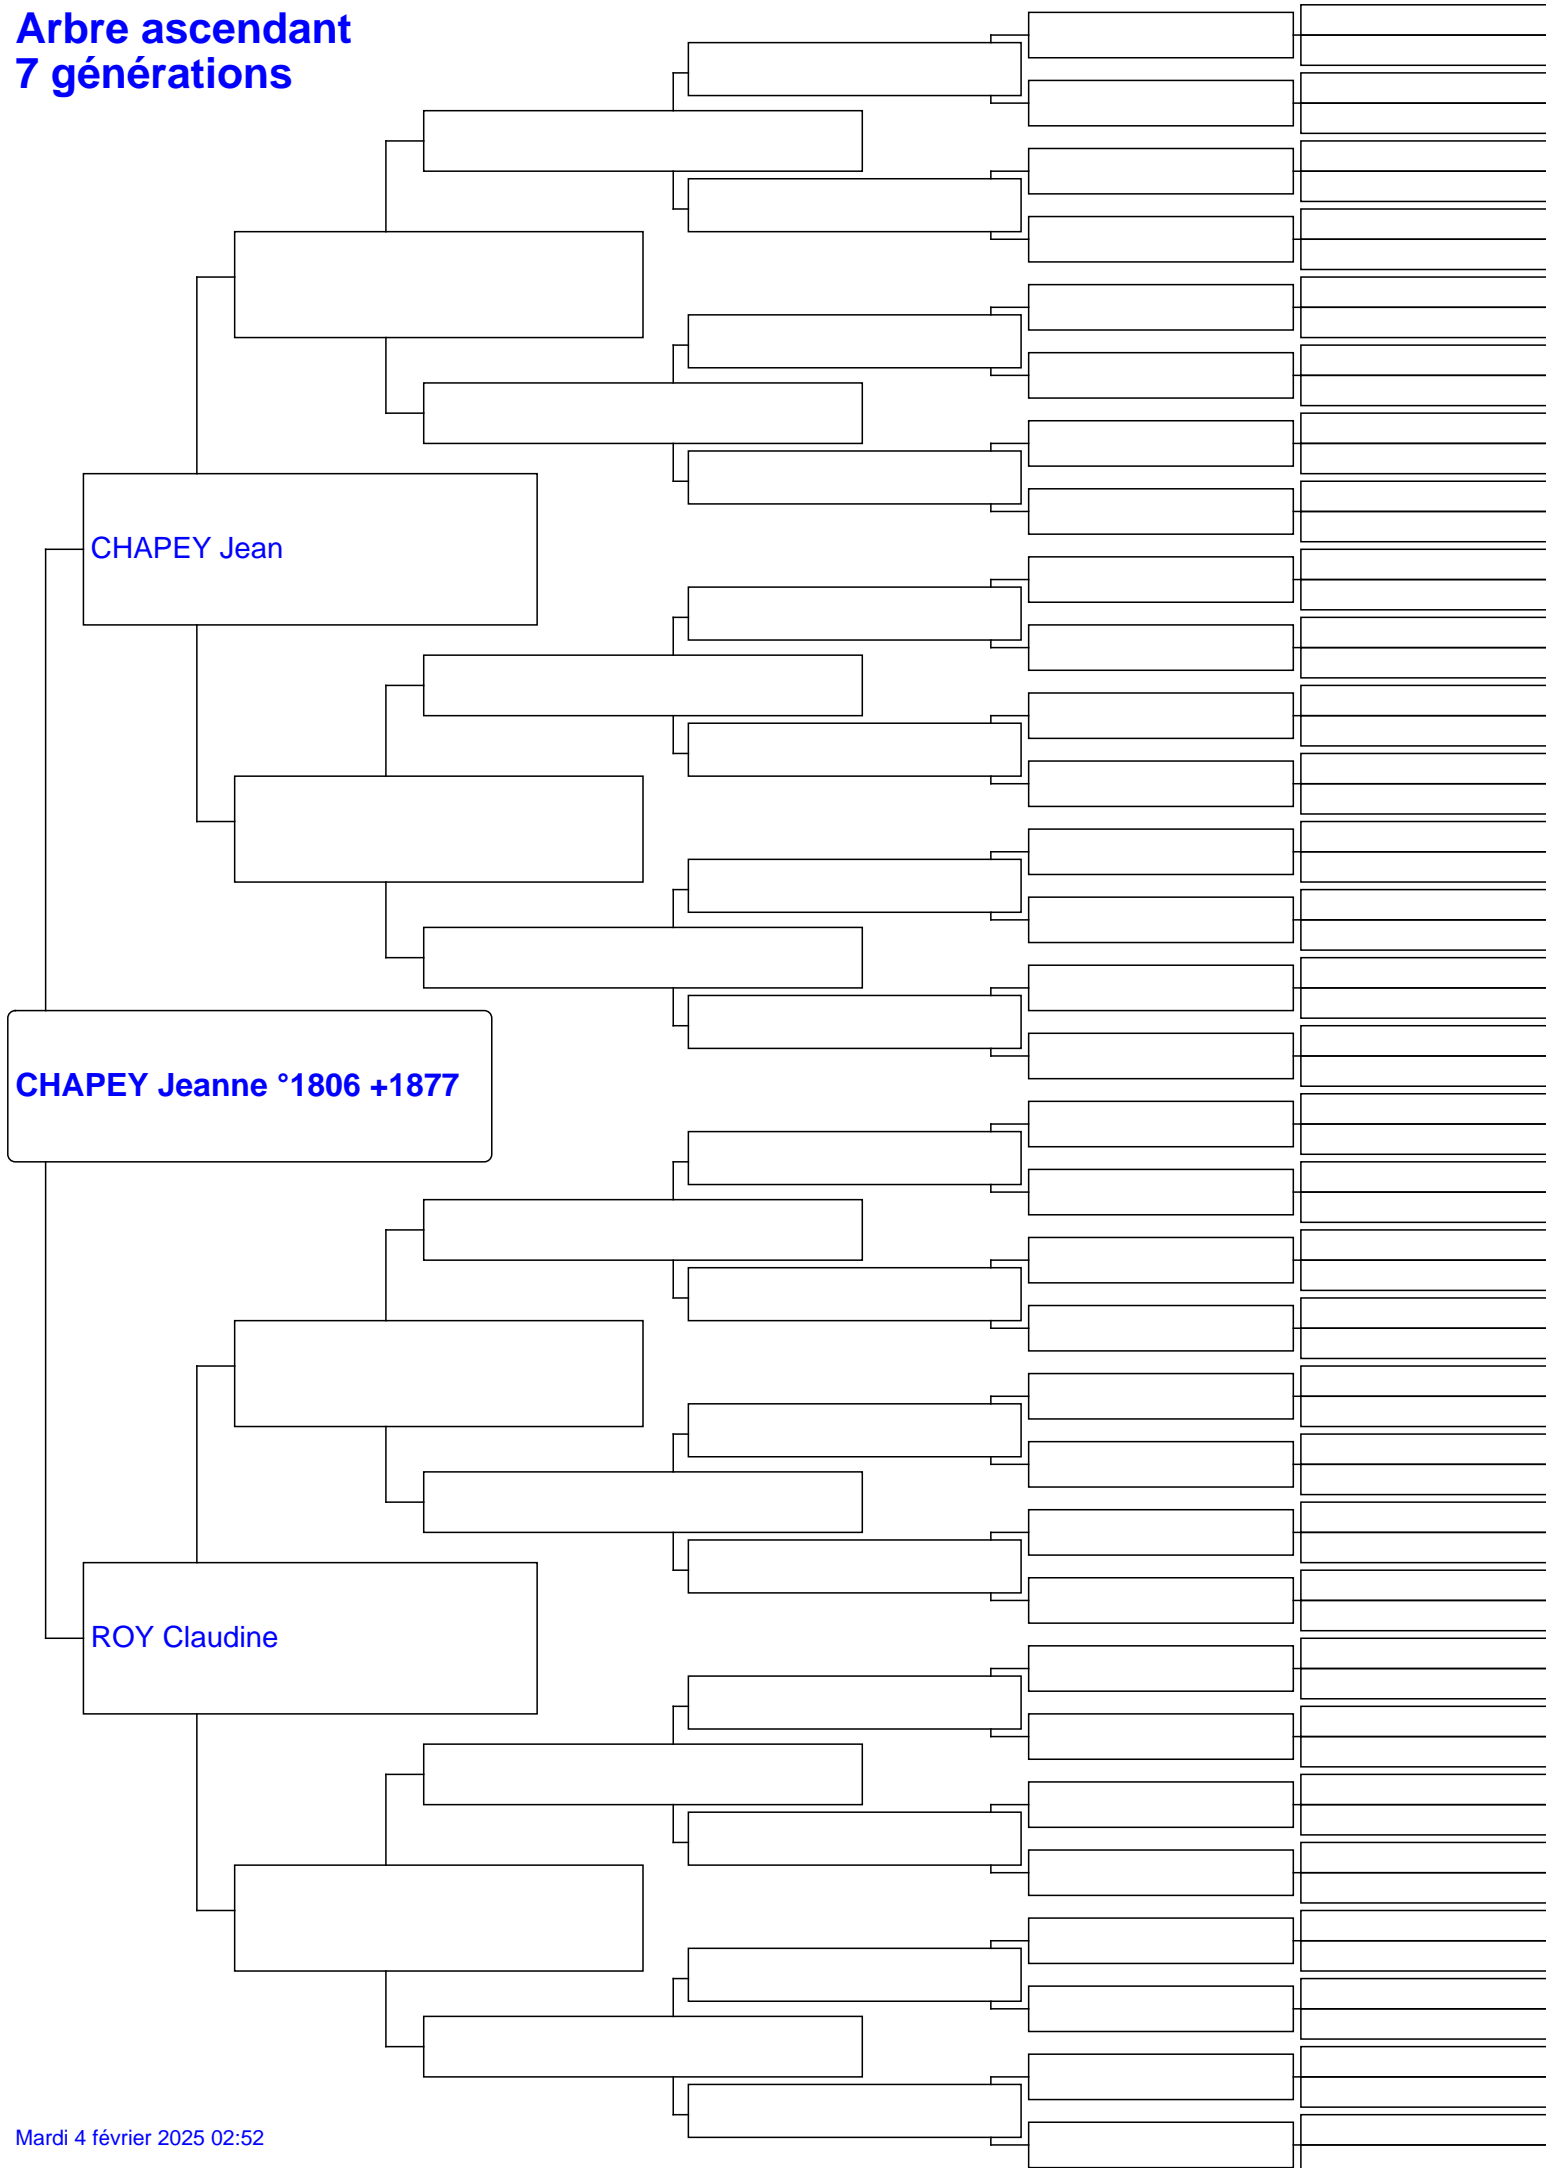 Arbre ascendant
7 générations
CHAPEY Jean
CHAPEY Jeanne °1806 +1877
ROY Claudine
Mardi 4 février 2025 02:52